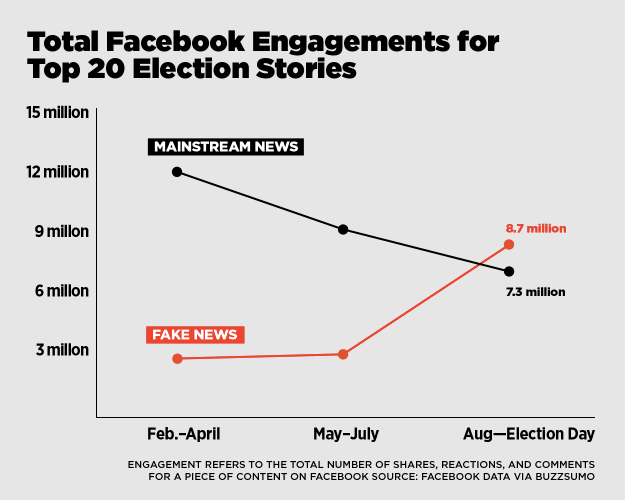 Total Facebook Engagements for
Top 20 Election Stories
15 million
MAINSTREAM NEWS
12 million
9 millon
8.7 million
6 millon
7.3 million
FAKE NEWS
3 millon
Feb.–April
May–July
Aug—Election Day
ENGAGEMENT REFERS TO THE TOTAL NUMBER OF SHARES, REACTIONS, AND COMMENTS
FOR A PIECE OF CONTENT ON FACEBOOK SOURCE: FACEBOOK DATA VIA BUZZSUMO